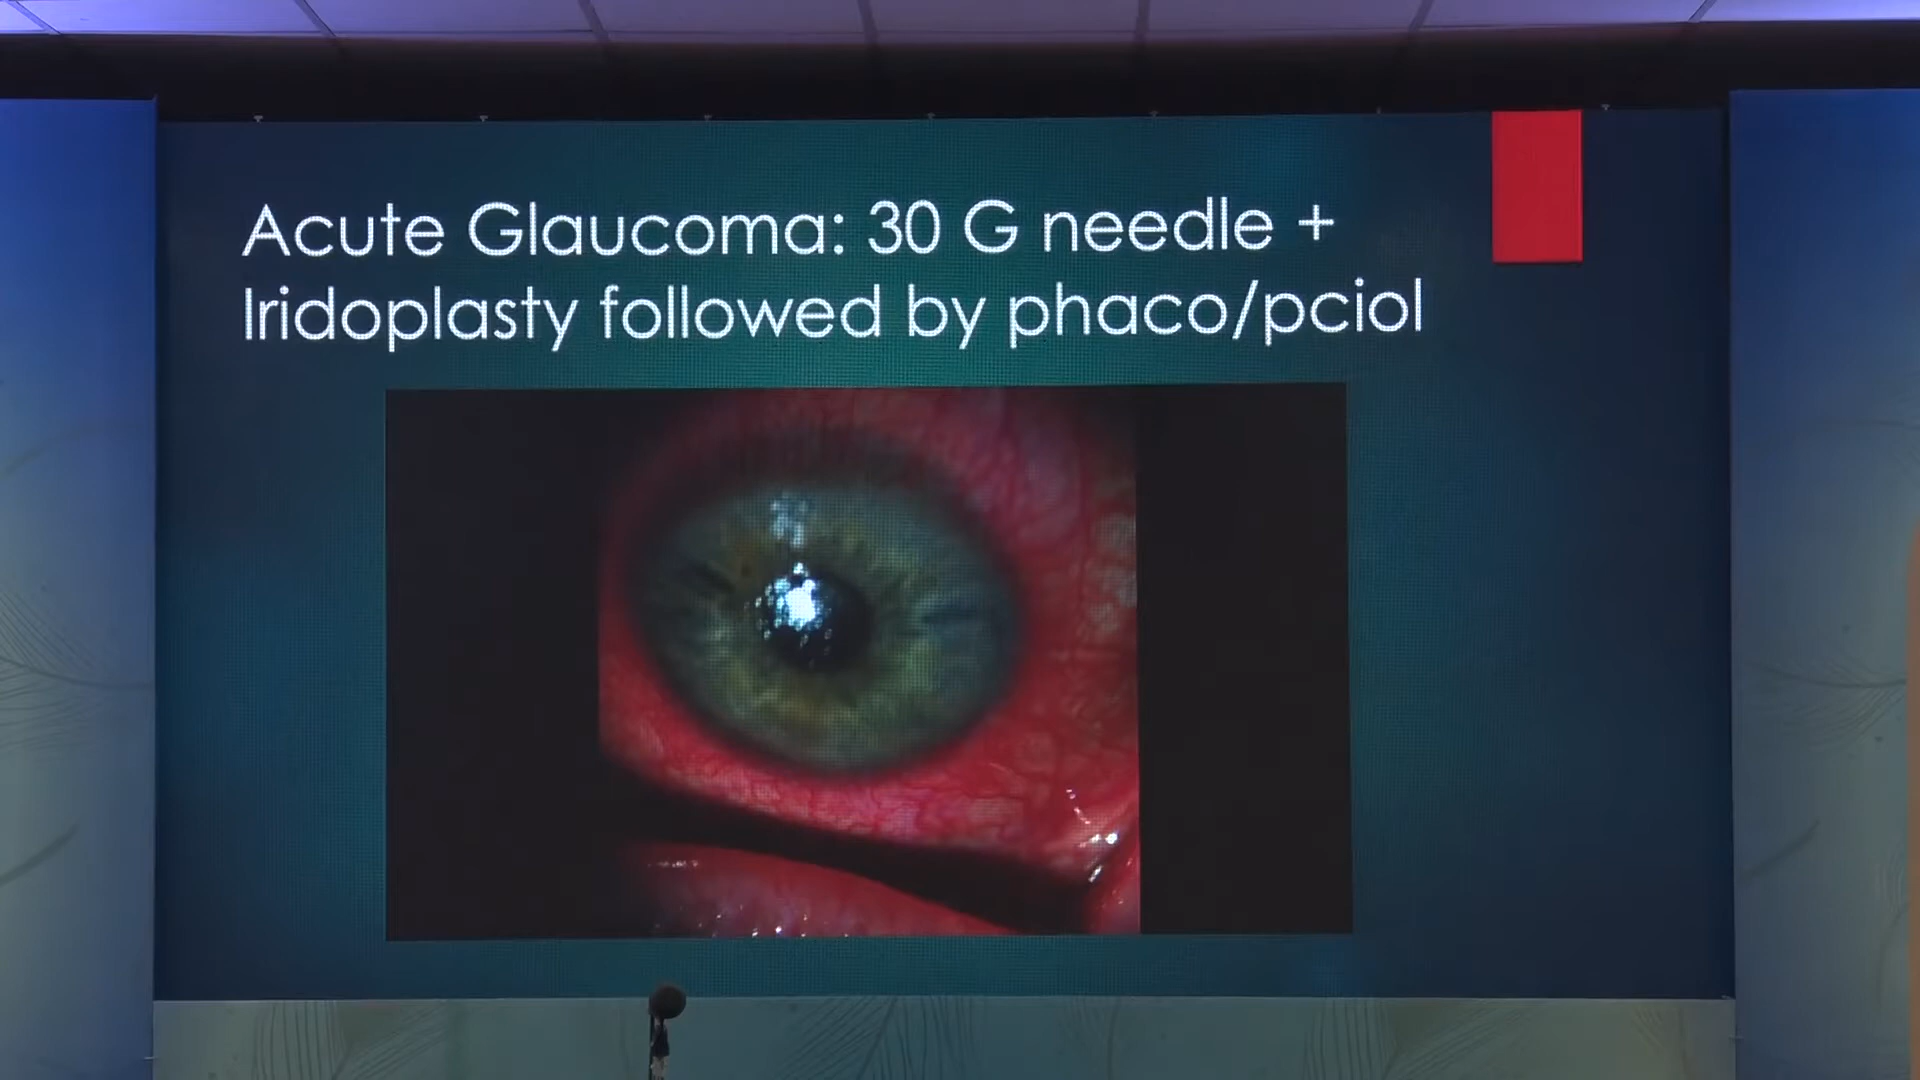 Acute Glaucoma: 30 G needle +
Iridoplasty followed by phaco/pciol